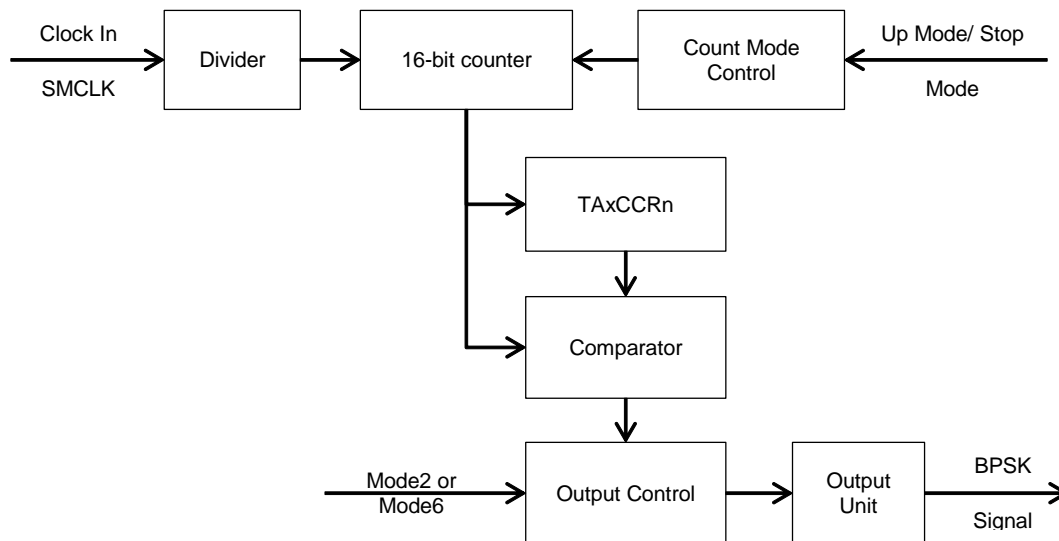 Clock In
SMCLK
Divider
16-bit counter
Count Mode
Control
Up Mode/ Stop
Mode
TAxCCRn
Comparator
Mode2 or
Mode6
Output Control
Output
Unit
BPSK
Signal